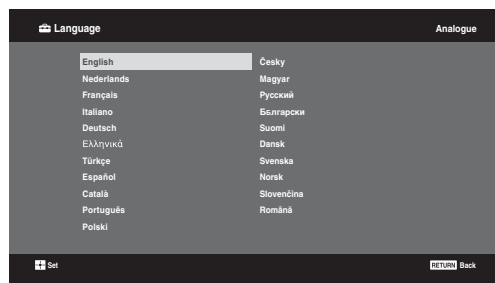 Language
Analogue
English
Nederlands
Français
Italiano
Deutsch
Ελληνικά
Türkçe
Español
Català
Português
Polski
Česky
Magyar
Русский
Български
Suomi
Dansk
Svenska
Norsk
Slovenčina
Română
Set
RETURN Back